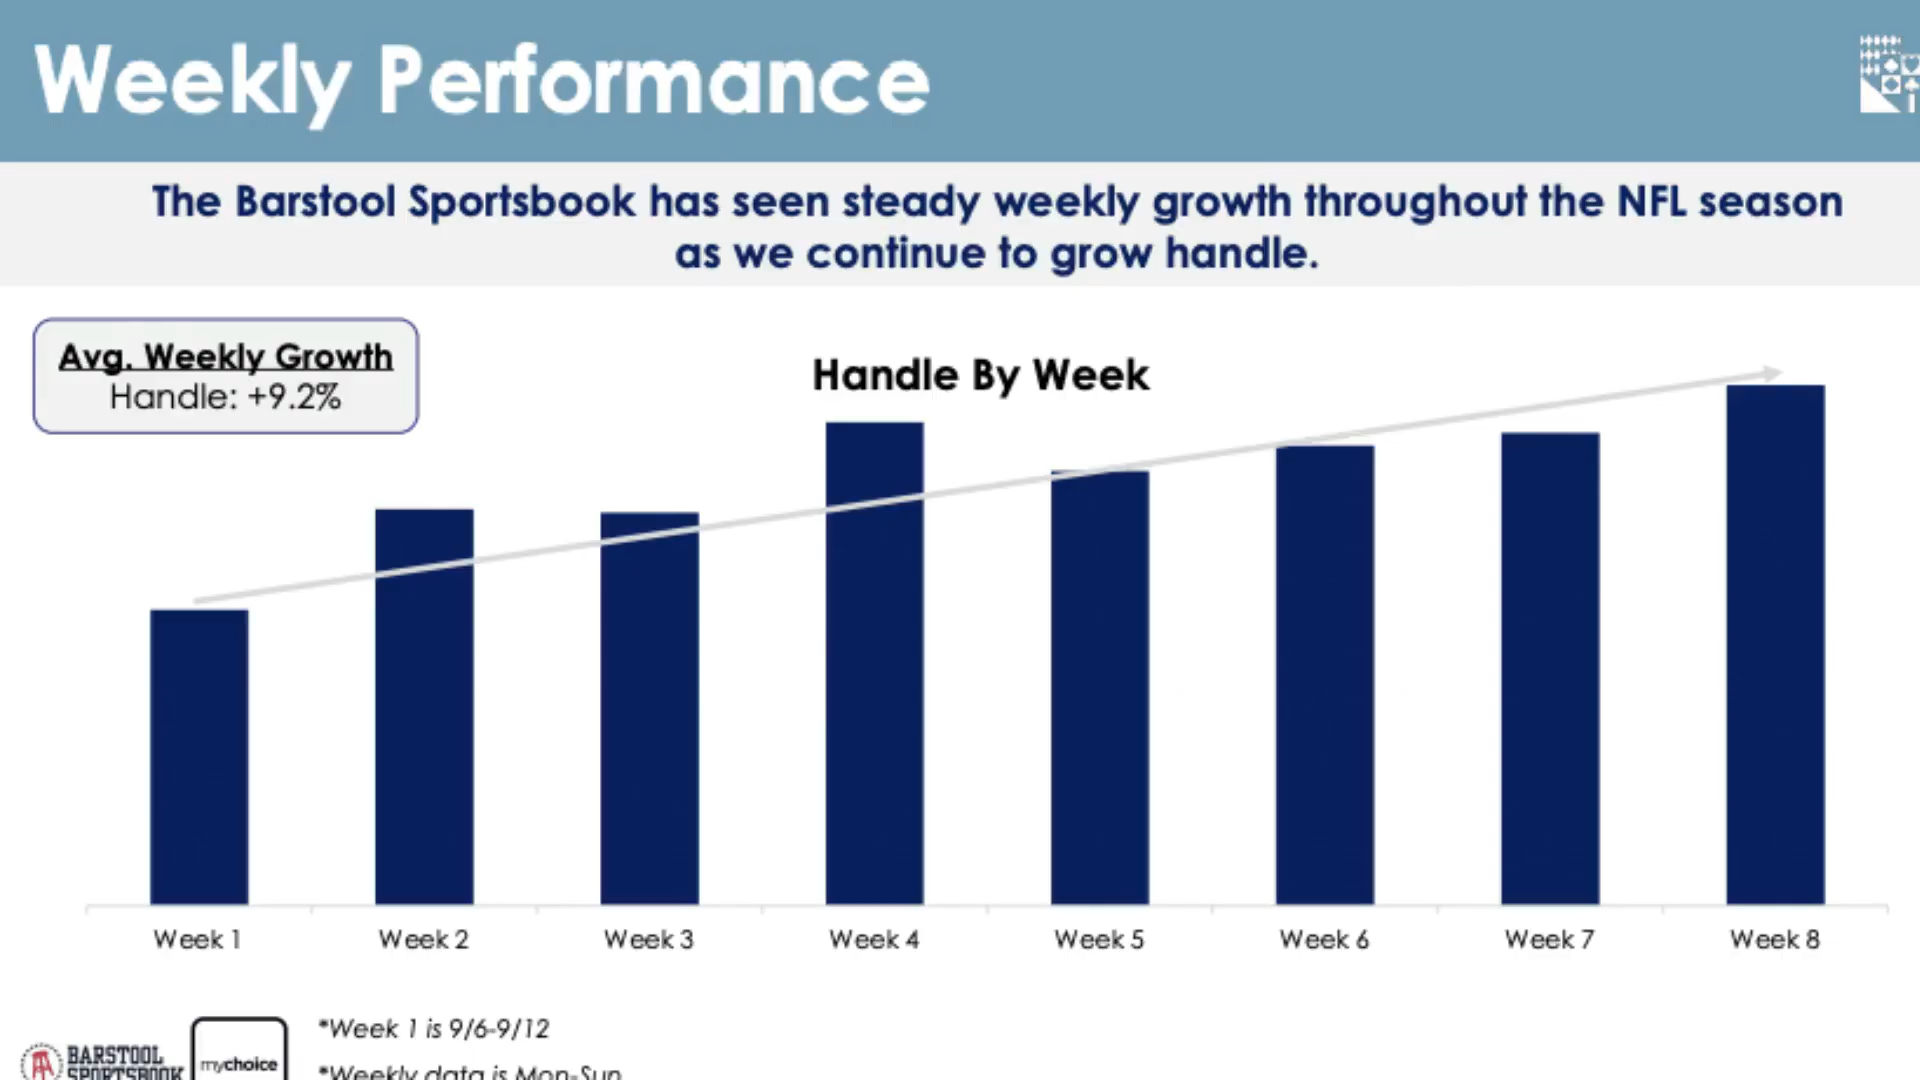 Weekly Performance
The Barstool Sportsbook has seen steady weekly growth throughout the NFL season
as we continue to grow handle.
Avg. Weekly Growth
Handle: +9.2%
Handle By Week
Week 1
Week 2
Week 3
Week 4
Week 5
Week 6
Week 7
Week 8
*Week 1 is 9/6-9/12
*Weekly data is Mon-Sun
BARSTOOL
SPORTSBOOK
mychoice